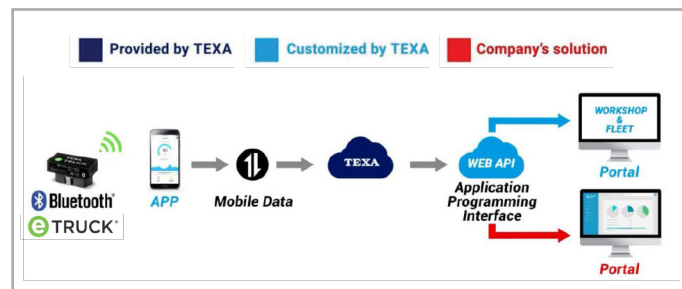 Provided by TEXA
Customized by TEXA
Company's solution
WORKSHOP
&
FLEET
Portal
TEXA
WEB API
Bluetooth®
eTRUCK®
APP
Mobile Data
Application
Programming
Interface
Portal